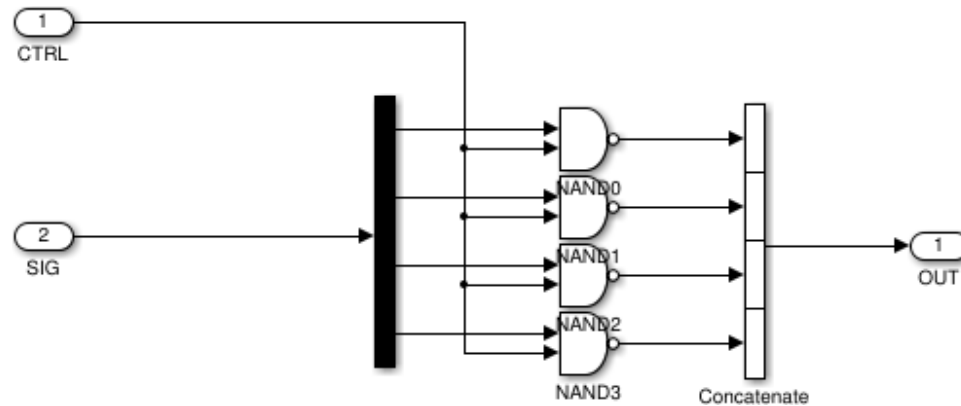 1
CTRL
NAND0
2
SIG
NAND1
1
OUT
NAND2
NAND3
Concatenate